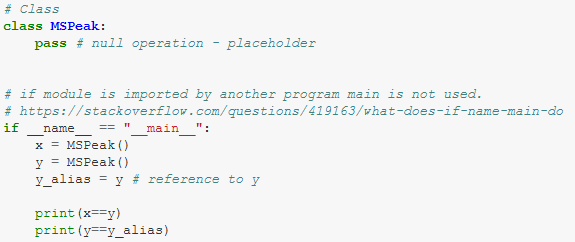 # Class
class MSPeak:
    pass # null operation - placeholder
# if module is imported by another program main is not used.
# https://stackoverflow.com/questions/419163/what-does-if-name-main-do
if __name__ == "__main__":
    x = MSPeak()
    y = MSPeak()
    y_alias = y # reference to y
    print(x==y)
    print(y==y_alias)